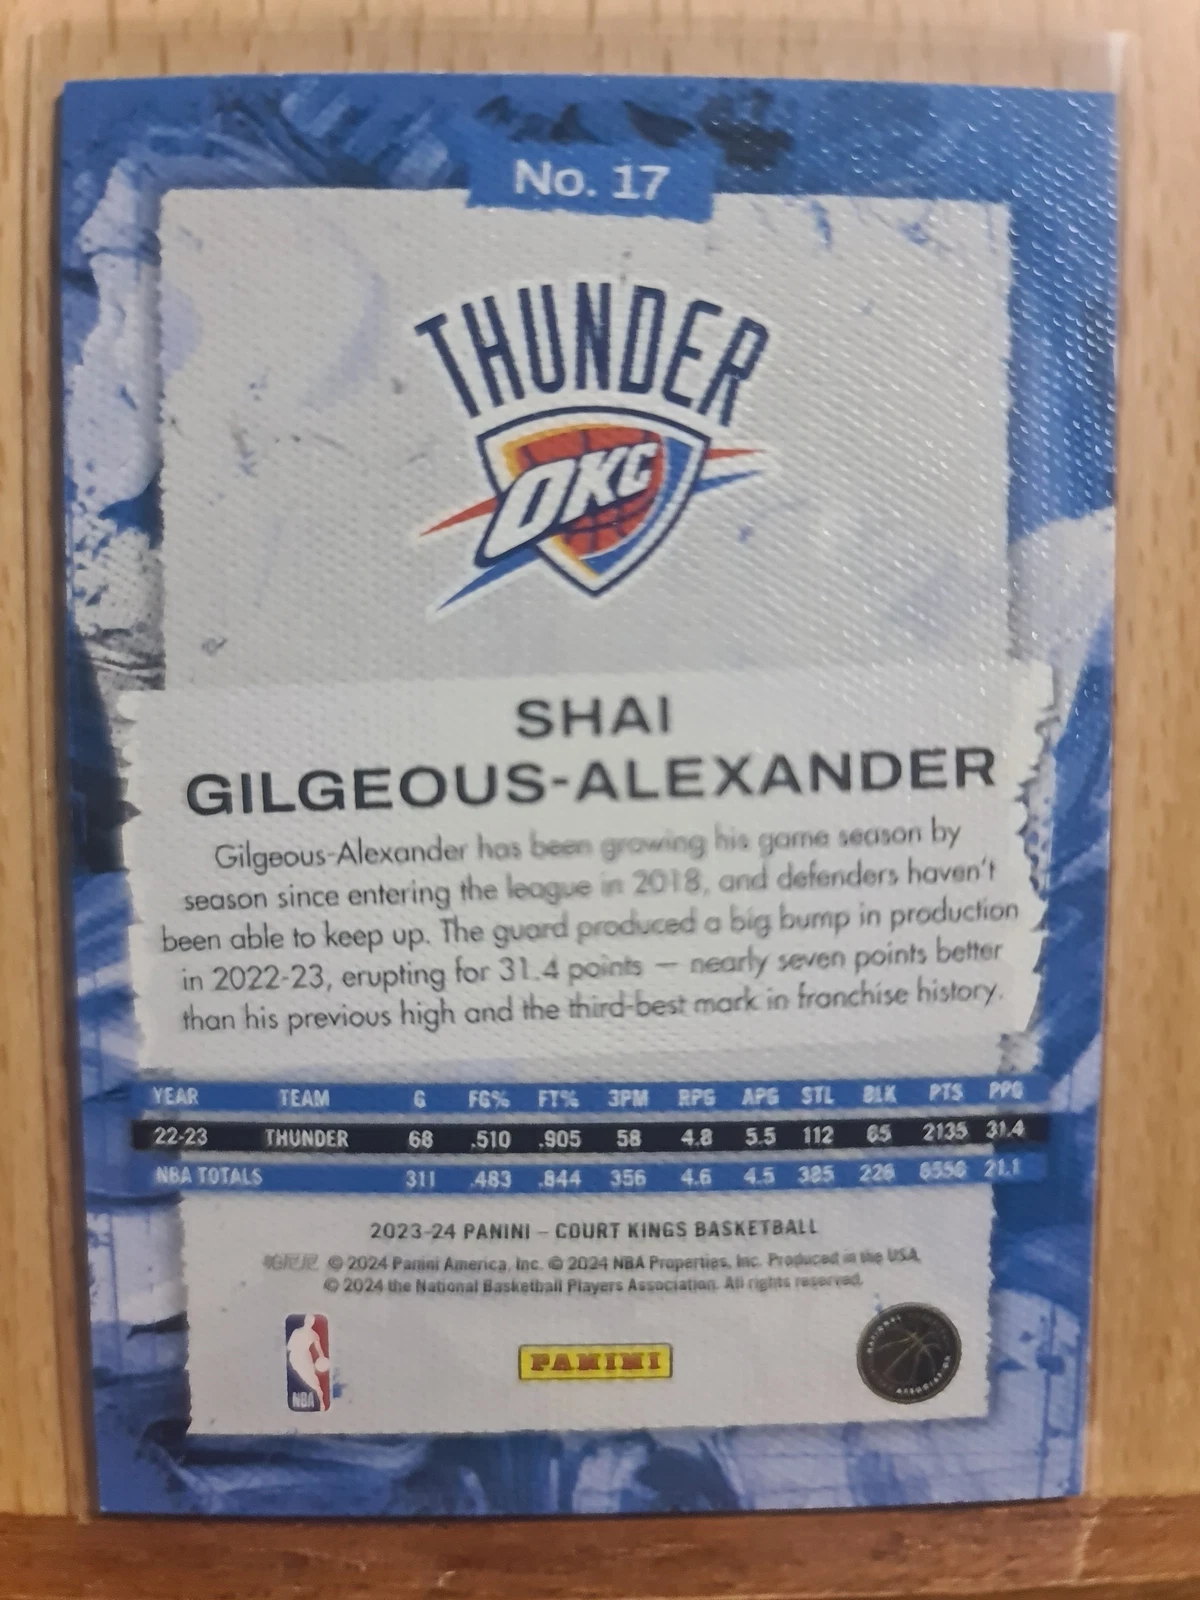 No. 17
THUNDER
OKC
SHAI
GILGEOUS-ALEXANDER
Gilgeous-Alexander has been growing his game season by
season since entering the league in 2018, and defenders haven't
been able to keep up. The guard produced a big bump in production
in 2022-23, erupting for 31.4 points — nearly seven points better
than his previous high and the third-best mark in franchise history.
YEAR TEAM G FG% FT% 3PM RPG APG STL BLK PTS PPG
22-23 THUNDER 68 .510 .905 58 4.8 5.5 112 65 2135 31.4
NBA TOTALS 311 .483 .844 356 4.6 4.5 385 226 6556 21.1
2023-24 PANINI – COURT KINGS BASKETBALL
© 2024 Panini America, Inc. © 2024 NBA Properties, Inc. Produced in the USA.
© 2024 the National Basketball Players Association. All rights reserved.
NBA
PANINI
NATIONAL
ASSOCIATION